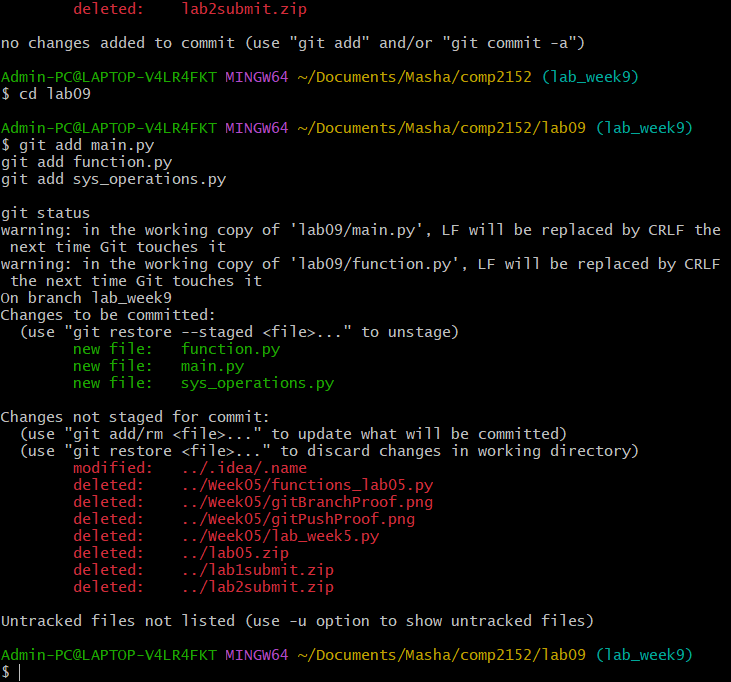 deleted:    lab2submit.zip
no changes added to commit (use "git add" and/or "git commit -a")
Admin-PC@LAPTOP-V4LR4FKT MINGW64 ~/Documents/Masha/comp2152 (lab_week9)
$ cd lab09
Admin-PC@LAPTOP-V4LR4FKT MINGW64 ~/Documents/Masha/comp2152/lab09 (lab_week9)
$ git add main.py
git add function.py
git add sys_operations.py
git status
warning: in the working copy of 'lab09/main.py', LF will be replaced by CRLF the
 next time Git touches it
warning: in the working copy of 'lab09/function.py', LF will be replaced by CRLF
 the next time Git touches it
On branch lab_week9
Changes to be committed:
  (use "git restore --staged <file>..." to unstage)
        new file:   function.py
        new file:   main.py
        new file:   sys_operations.py
Changes not staged for commit:
  (use "git add/rm <file>..." to update what will be committed)
  (use "git restore <file>..." to discard changes in working directory)
        modified:   ../.idea/.name
        deleted:    ../Week05/functions_lab05.py
        deleted:    ../Week05/gitBranchProof.png
        deleted:    ../Week05/gitPushProof.png
        deleted:    ../Week05/lab_week5.py
        deleted:    ../lab05.zip
        deleted:    ../lab1submit.zip
        deleted:    ../lab2submit.zip
Untracked files not listed (use -u option to show untracked files)
Admin-PC@LAPTOP-V4LR4FKT MINGW64 ~/Documents/Masha/comp2152/lab09 (lab_week9)
$